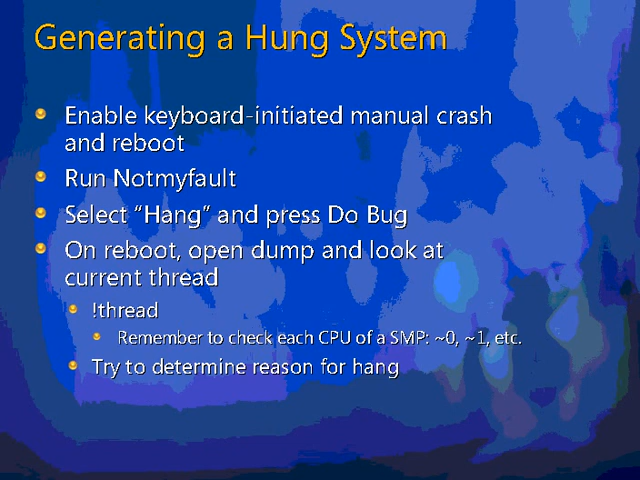 Generating a Hung System
Enable keyboard-initiated manual crash
and reboot
Run Notmyfault
Select “Hang” and press Do Bug
On reboot, open dump and look at
current thread
!thread
Remember to check each CPU of a SMP: ~0, ~1, etc.
Try to determine reason for hang